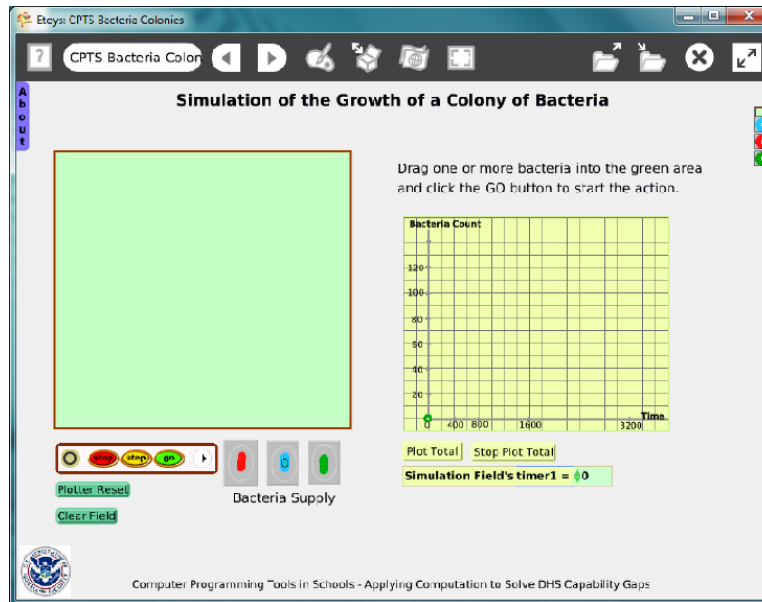 Etoys: CPTS Bacteria Colonies
?
CPTS Bacteria Colon
About
Simulation of the Growth of a Colony of Bacteria
Drag one or more bacteria into the green area
and click the GO button to start the action.
Bacteria Count
120
100
80
60
40
20
0 400 800 1600 3200
Time
stop step go
Plotter Reset
Clear Field
Bacteria Supply
Plot Total Stop Plot Total
Simulation Field's timer1 = 0
Computer Programming Tools in Schools - Applying Computation to Solve DHS Capability Gaps